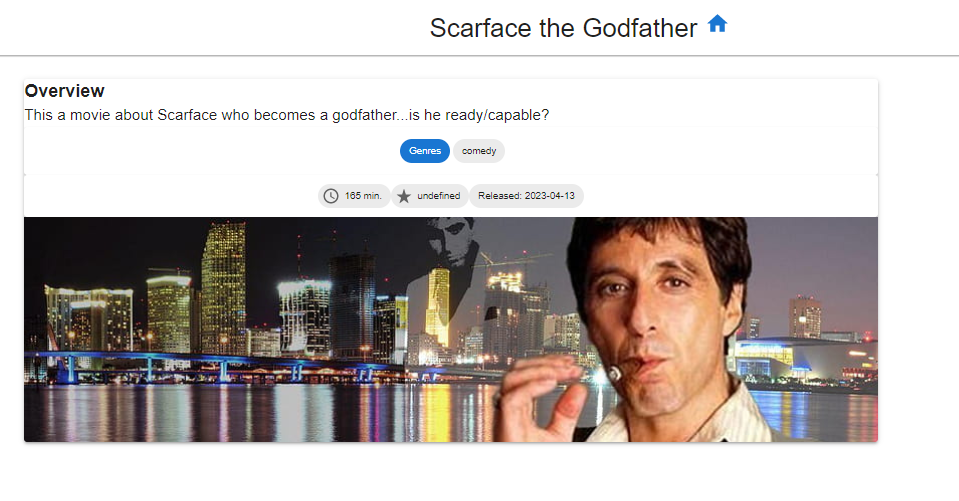 Scarface the Godfather
Overview
This a movie about Scarface who becomes a godfather...is he ready/capable?
Genres comedy
165 min. undefined Released: 2023-04-13